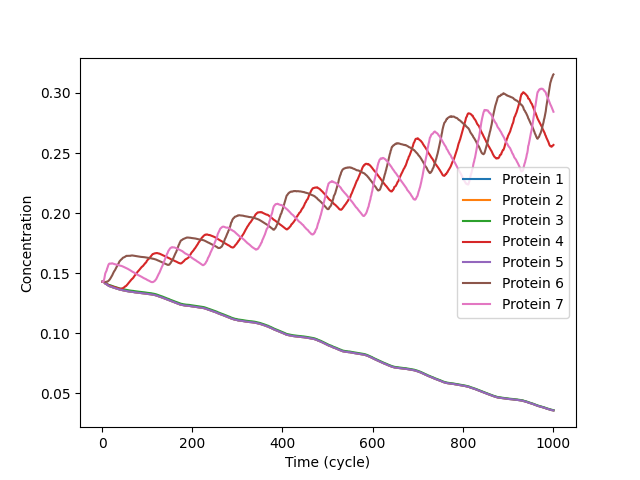 0.30
0.25
0.20
0.15
0.10
0.05
Concentration
0
200
400
600
800
1000
Time (cycle)
Protein 1
Protein 2
Protein 3
Protein 4
Protein 5
Protein 6
Protein 7